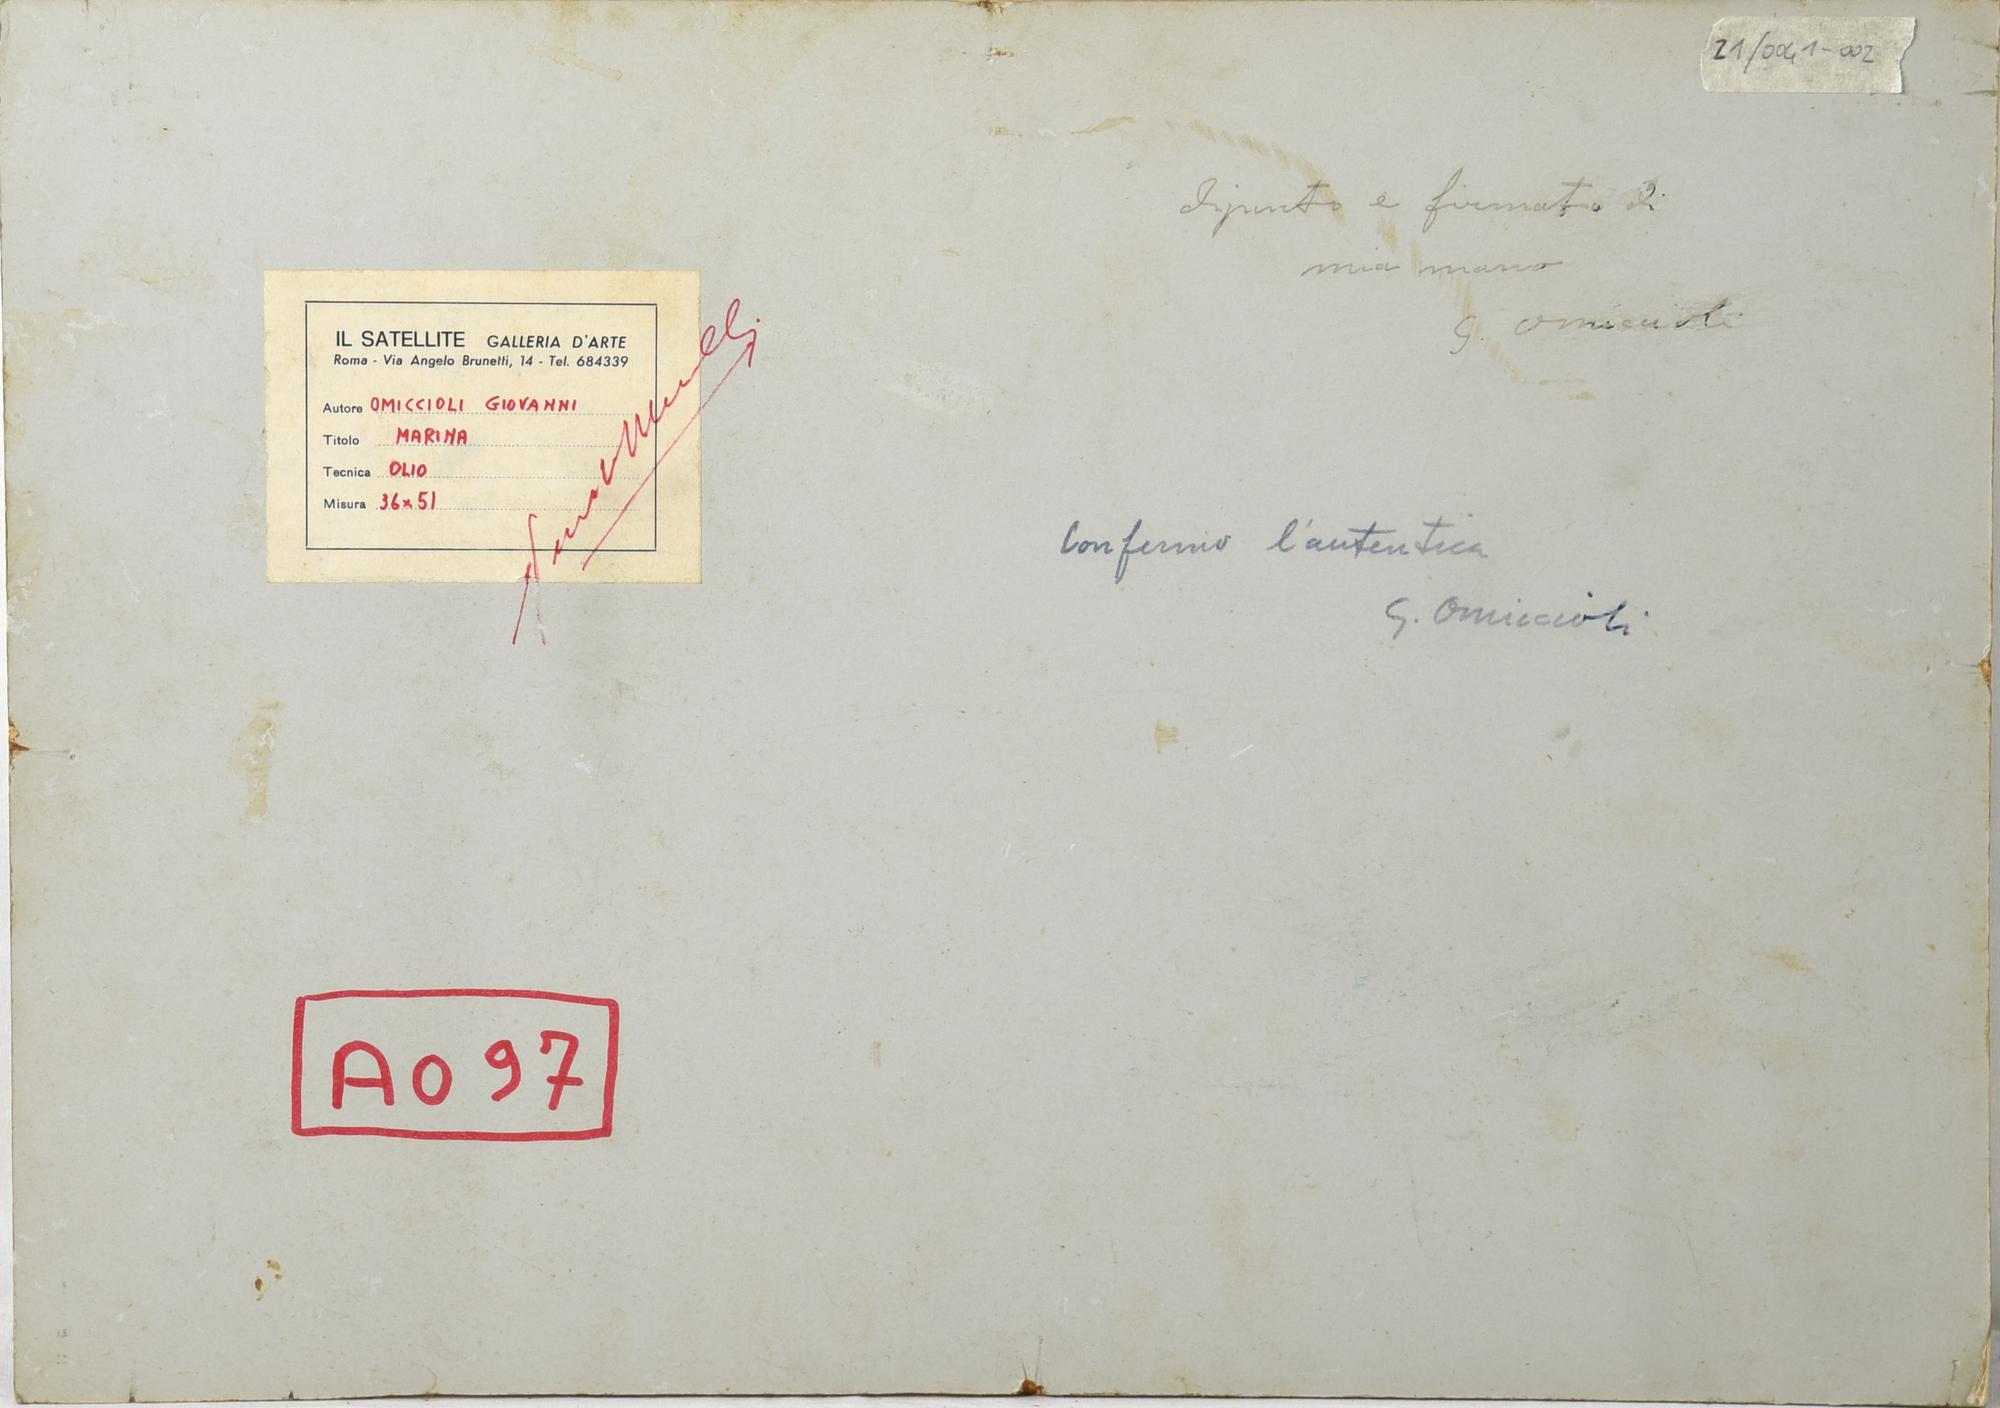 21/0041-002
dipinto e firmato di
mia mano
G. Omiccioli
IL SATELLITE GALLERIA D'ARTE
Roma - Via Angelo Brunetti, 14 - Tel. 684339
Autore OMICCIOLI GIOVANNI
Titolo MARINA
Tecnica OLIO
Misura 36x51
Confermo l'autentica
G. Omiccioli
A097